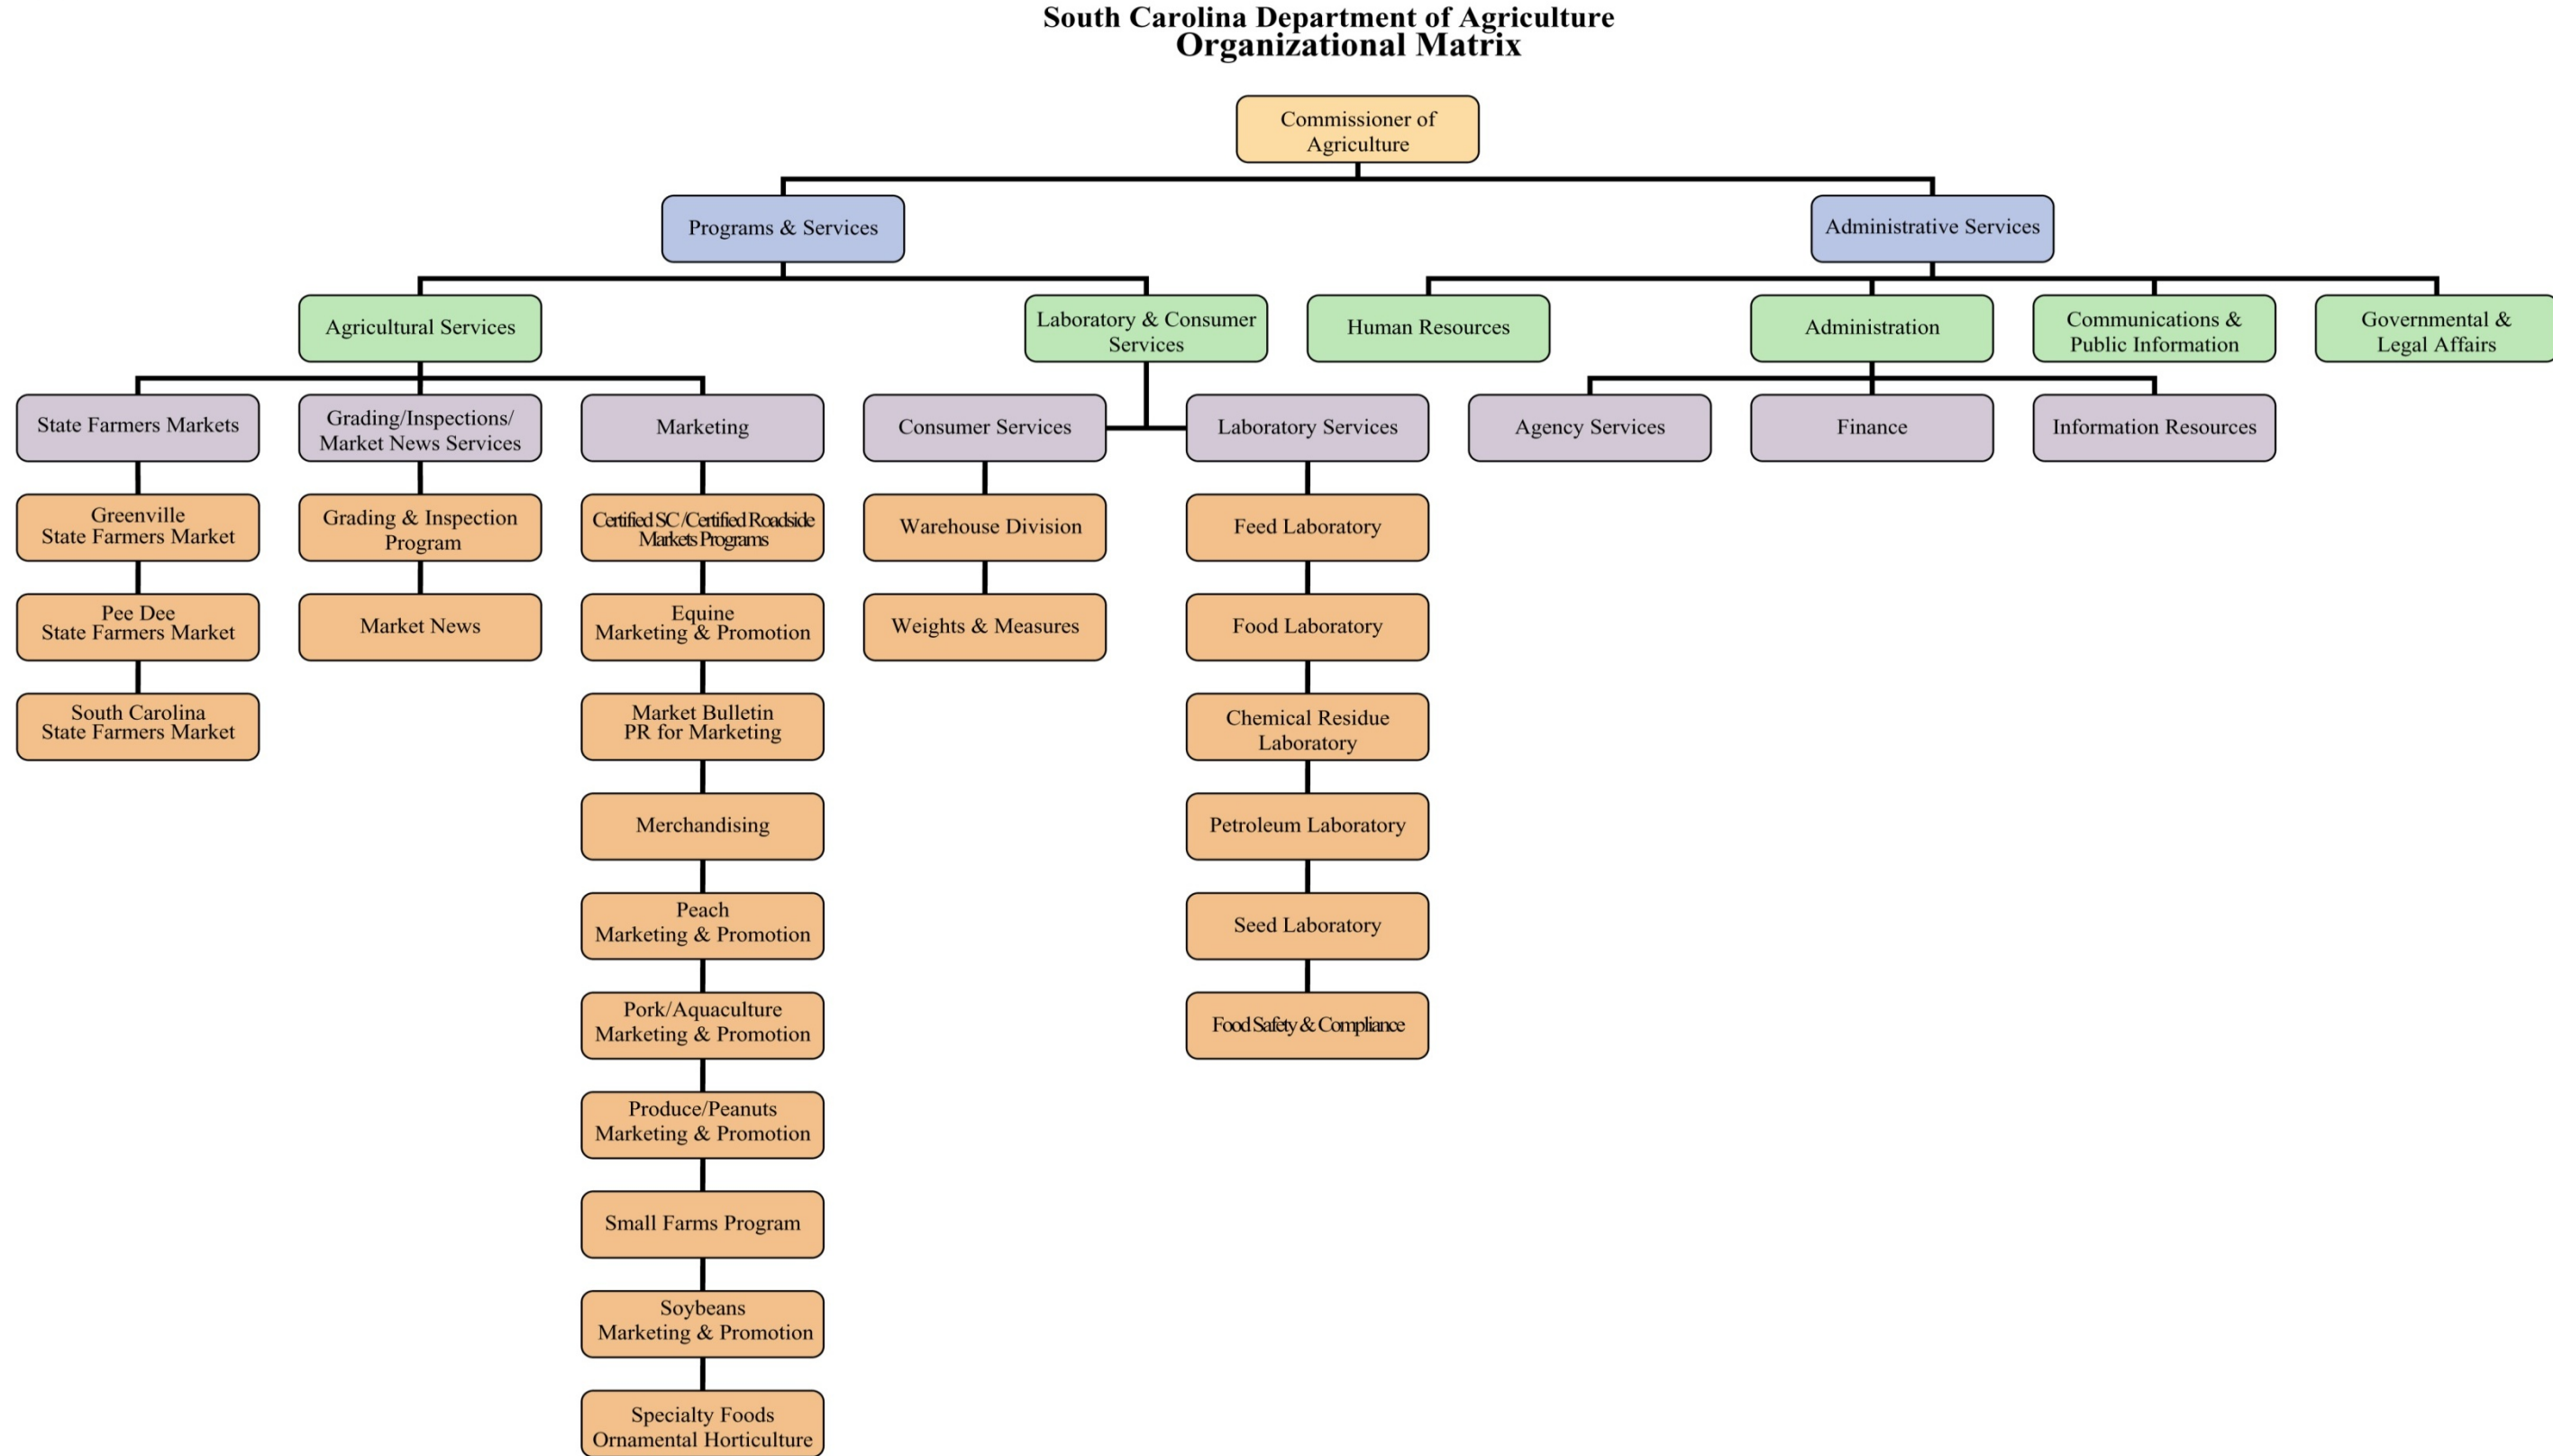 South Carolina Department of Agriculture
Organizational Matrix
Commissioner of
Agriculture
Programs & Services
Administrative Services
Agricultural Services
Laboratory & Consumer
Services
Human Resources
Administration
Communications &
Public Information
Governmental &
Legal Affairs
State Farmers Markets
Grading/Inspections/
Market News Services
Marketing
Consumer Services
Laboratory Services
Agency Services
Finance
Information Resources
Greenville
State Farmers Market
Grading & Inspection
Program
Certified SC /Certified Roadside
Markets Programs
Warehouse Division
Feed Laboratory
Pee Dee
State Farmers Market
Market News
Equine
Marketing & Promotion
Weights & Measures
Food Laboratory
South Carolina
State Farmers Market
Market Bulletin
PR for Marketing
Chemical Residue
Laboratory
Merchandising
Petroleum Laboratory
Peach
Marketing & Promotion
Seed Laboratory
Pork/Aquaculture
Marketing & Promotion
Food Safety & Compliance
Produce/Peanuts
Marketing & Promotion
Small Farms Program
Soybeans
Marketing & Promotion
Specialty Foods
Ornamental Horticulture